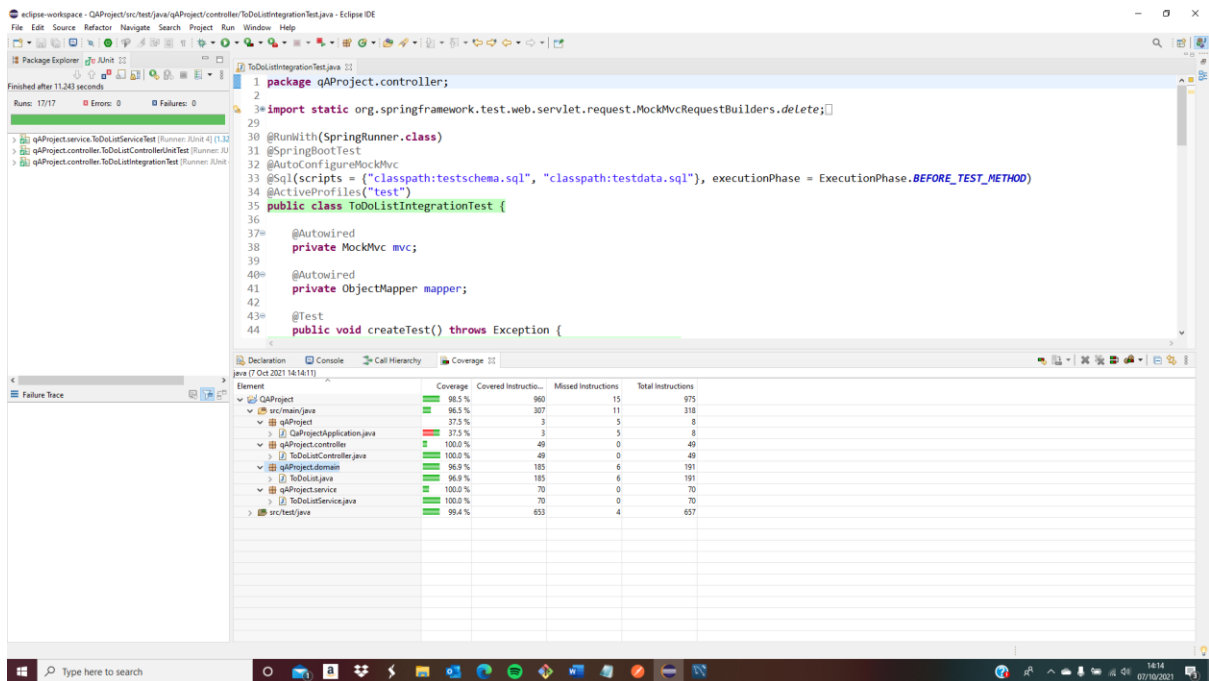 eclipse-workspace - QAProject/src/test/java/qAProject/controller/ToDoListIntegrationTest.java - Eclipse IDE
File Edit Source Refactor Navigate Search Project Run Window Help
Package Explorer JUnit
Finished after 11.243 seconds
Runs: 17/17 Errors: 0 Failures: 0
qAProject.service.ToDoListServiceTest [Runner: JUnit 4] (1.32
qAProject.controller.ToDoListControllerUnitTest [Runner: JU
qAProject.controller.ToDoListIntegrationTest [Runner: JUnit
Failure Trace
ToDoListIntegrationTest.java
1 package qAProject.controller;
2
3 import static org.springframework.test.web.servlet.request.MockMvcRequestBuilders.delete;
29
30 @RunWith(SpringRunner.class)
31 @SpringBootTest
32 @AutoConfigureMockMvc
33 @Sql(scripts = {"classpath:testschema.sql", "classpath:testdata.sql"}, executionPhase = ExecutionPhase.BEFORE_TEST_METHOD)
34 @ActiveProfiles("test")
35 public class ToDoListIntegrationTest {
36
37 @Autowired
38 private MockMvc mvc;
39
40 @Autowired
41 private ObjectMapper mapper;
42
43 @Test
44 public void createTest() throws Exception {
Declaration Console Call Hierarchy Coverage
java (7 Oct 2021 14:14:11)
Element Coverage Covered Instructio... Missed Instructions Total Instructions
QAProject 98.5 % 960 15 975
src/main/java 96.5 % 307 11 318
qAProject 37.5 % 3 5 8
QaProjectApplication.java 37.5 % 3 5 8
qAProject.controller 100.0 % 49 0 49
ToDoListController.java 100.0 % 49 0 49
qAProject.domain 96.9 % 185 6 191
ToDoList.java 96.9 % 185 6 191
qAProject.service 100.0 % 70 0 70
ToDoListService.java 100.0 % 70 0 70
src/test/java 99.4 % 653 4 657
Type here to search
14:14
07/10/2021